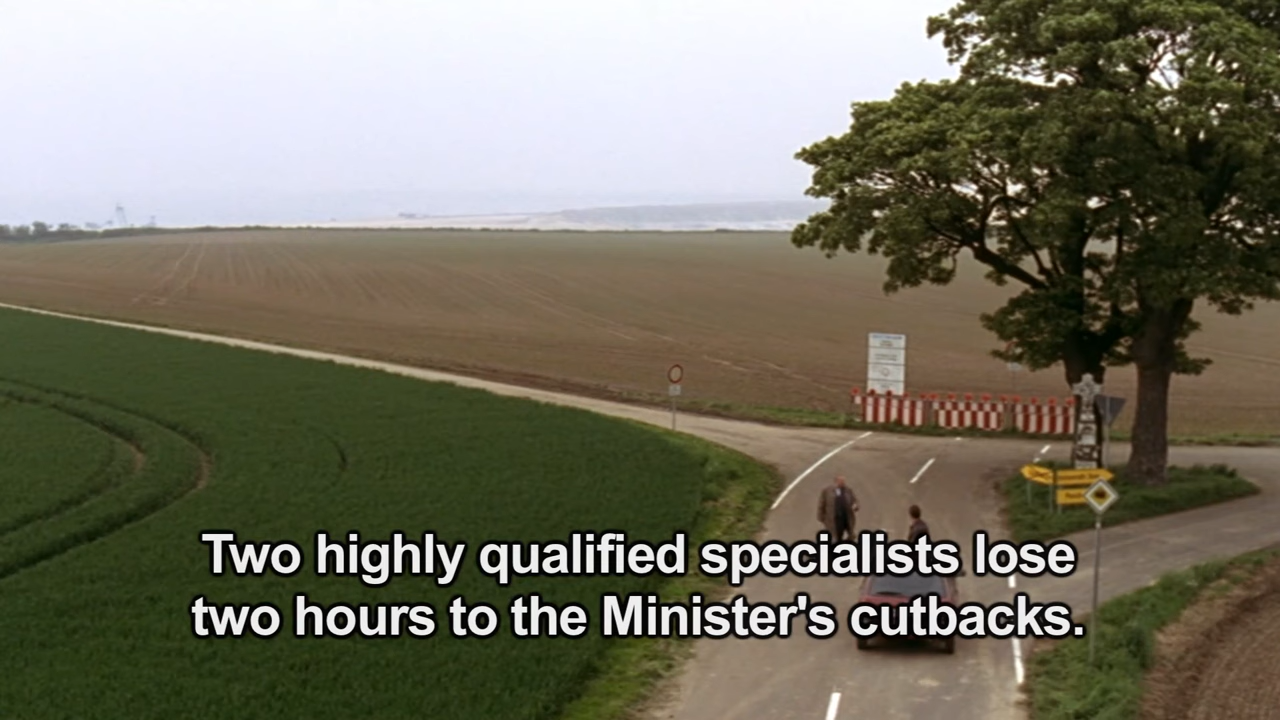 Two highly qualified specialists lose
two hours to the Minister's cutbacks.